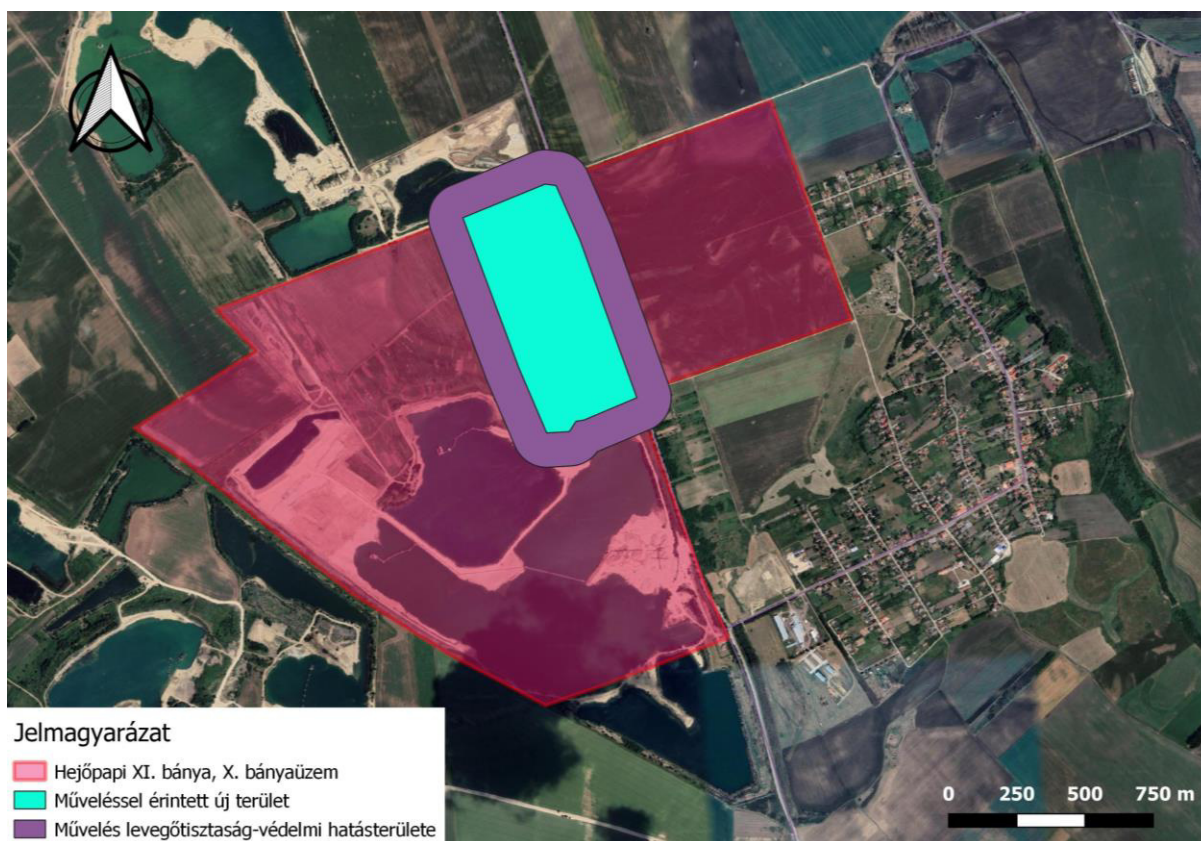 Jelmagyarázat
Hejőpapi XI. bánya, X. bányaüzem
Műveléssel érintett új terület
Művelés levegőtisztaság-védelmi hatásterülete
0 250 500 750 m